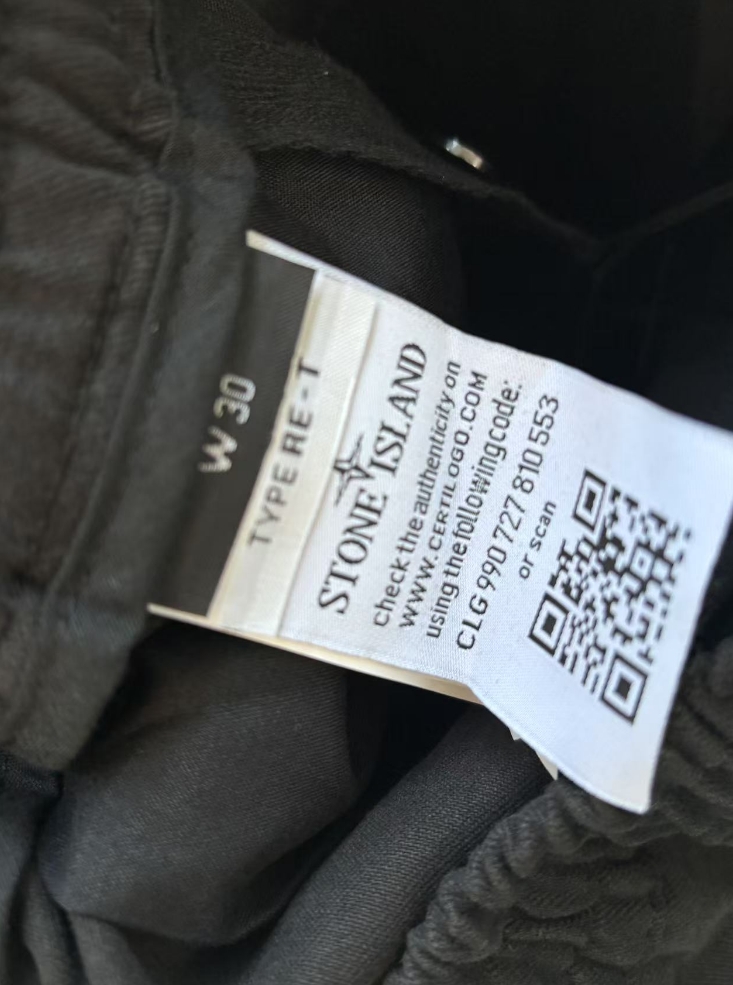 W 30
TYPE RE-T
STONE ISLAND
check the authenticity on
WWW.CERTILOGO.COM
using the following code:
CLG 990 727 810 553
or scan